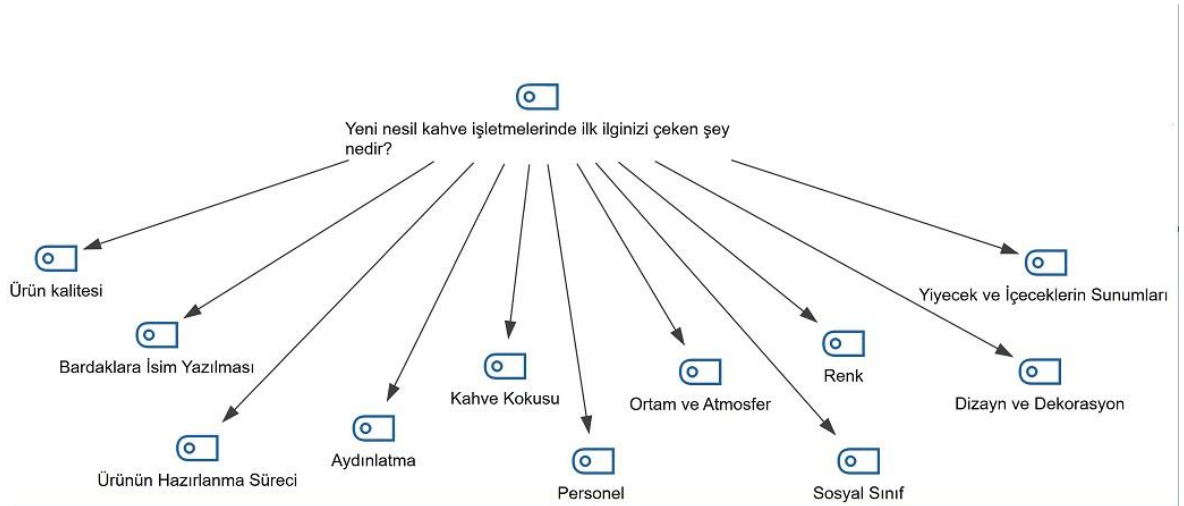 Yeni nesil kahve işletmelerinde ilk ilginizi çeken şey
nedir?
Ürün kalitesi
Yiyecek ve İçeceklerin Sunumları
Bardaklara İsim Yazılması
Renk
Kahve Kokusu
Ortam ve Atmosfer
Dizayn ve Dekorasyon
Aydınlatma
Ürünün Hazırlanma Süreci
Personel
Sosyal Sınıf